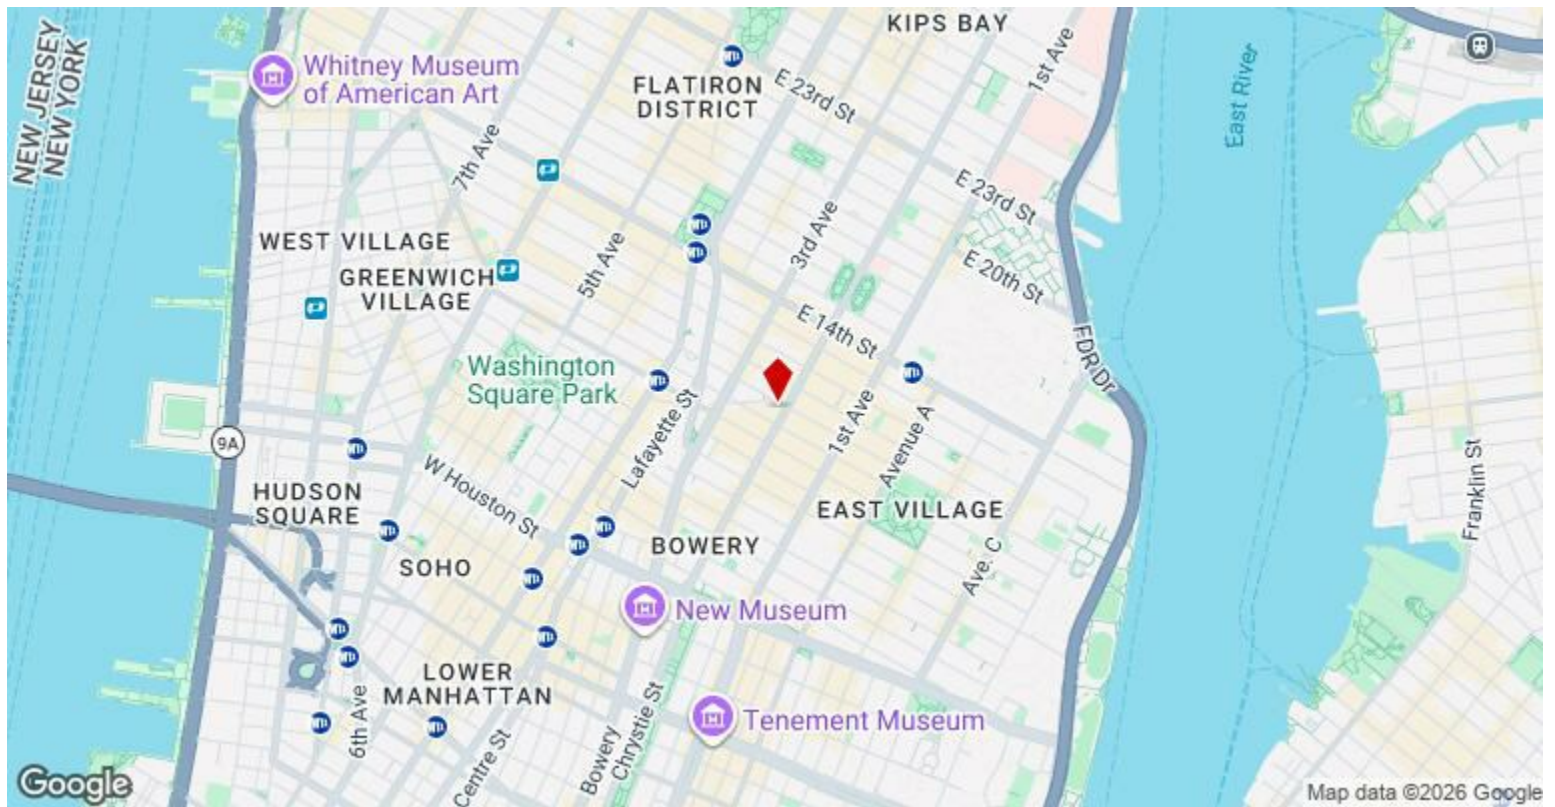 KIPS BAY
1st Ave
East River
NEW JERSEY
NEW YORK
Whitney Museum
of American Art
FLATIRON
DISTRICT
E 23rd St
7th Ave
E 23rd St
3rd Ave
WEST VILLAGE
5th Ave
GREENWICH
VILLAGE
E 20th St
E 14th St
FDR Dr
Washington
Square Park
Lafayette St
1st Ave
Avenue A
9A
W Houston St
Franklin St
HUDSON
SQUARE
EAST VILLAGE
BOWERY
SOHO
Ave. C
New Museum
LOWER
MANHATTAN
6th Ave
Chrystie St
Tenement Museum
Bowery
Centre St
Google
Map data ©2026 Google